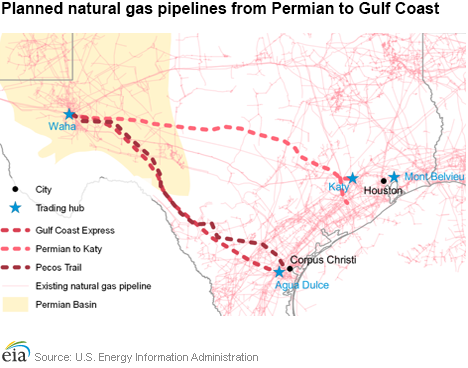 Planned natural gas pipelines from Permian to Gulf Coast
Waha
Katy
Houston
Mont Belvieu
Corpus Christi
Agua Dulce
City
Trading hub
Gulf Coast Express
Permian to Katy
Pecos Trail
Existing natural gas pipeline
Permian Basin
eia
Source: U.S. Energy Information Administration